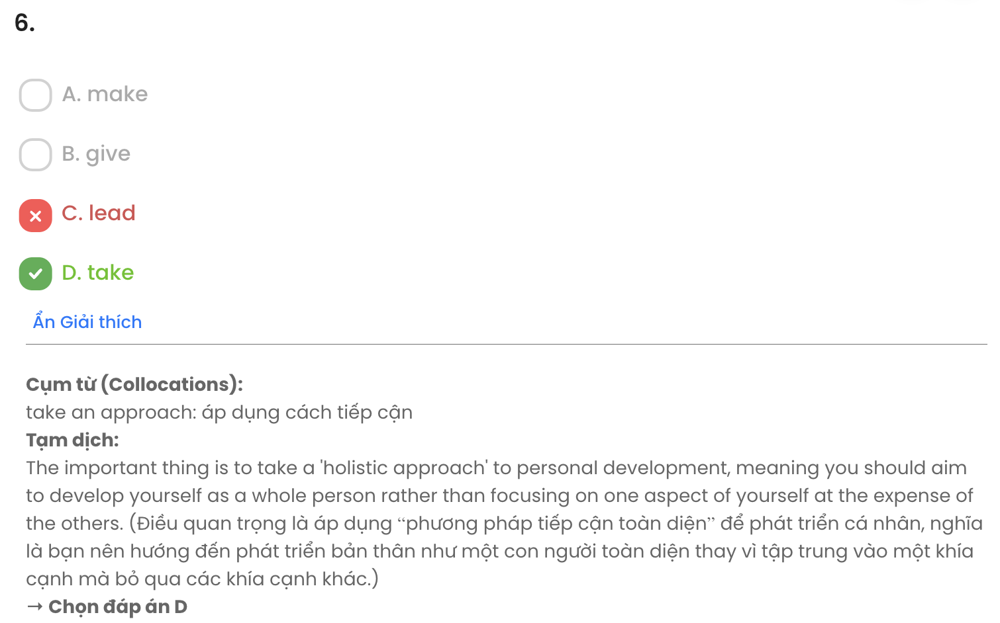 6.
A. make
B. give
C. lead
D. take
Ẩn Giải thích
Cụm từ (Collocations):
take an approach: áp dụng cách tiếp cận
Tạm dịch:
The important thing is to take a 'holistic approach' to personal development, meaning you should aim
to develop yourself as a whole person rather than focusing on one aspect of yourself at the expense of
the others. (Điều quan trọng là áp dụng “phương pháp tiếp cận toàn diện” để phát triển cá nhân, nghĩa
là bạn nên hướng đến phát triển bản thân như một con người toàn diện thay vì tập trung vào một khía
cạnh mà bỏ qua các khía cạnh khác.)
→ Chọn đáp án D